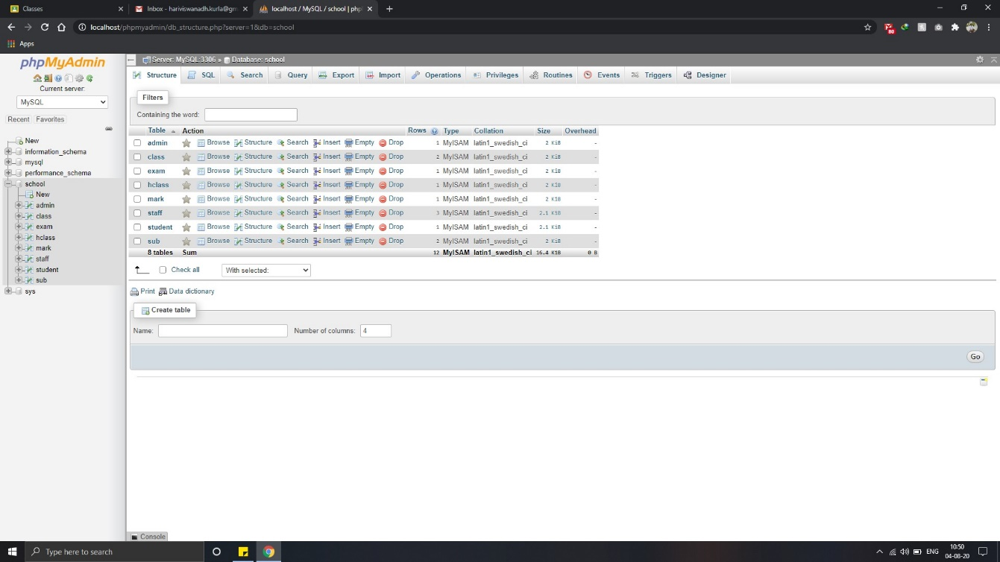 Classes
Inbox - hariviswanadh.kurla@gm
localhost / MySQL / school | php
localhost/phpmyadmin/db_structure.php?server=1&db=school
80
Apps
phpMyAdmin
Current server:
MySQL
Recent Favorites
New
information_schema
mysql
performance_schema
school
New
admin
class
exam
hclass
mark
staff
student
sub
sys
Server: MySQL:3306 » Database: school
Structure SQL Search Query Export Import Operations Privileges Routines Events Triggers Designer
Filters
Containing the word:
Table Action Rows Type Collation Size Overhead
admin Browse Structure Search Insert Empty Drop 1 MyISAM latin1_swedish_ci 2 KiB -
class Browse Structure Search Insert Empty Drop 2 MyISAM latin1_swedish_ci 2 KiB -
exam Browse Structure Search Insert Empty Drop 1 MyISAM latin1_swedish_ci 2 KiB -
hclass Browse Structure Search Insert Empty Drop 1 MyISAM latin1_swedish_ci 2 KiB -
mark Browse Structure Search Insert Empty Drop 1 MyISAM latin1_swedish_ci 2 KiB -
staff Browse Structure Search Insert Empty Drop 3 MyISAM latin1_swedish_ci 2.1 KiB -
student Browse Structure Search Insert Empty Drop 1 MyISAM latin1_swedish_ci 2.1 KiB -
sub Browse Structure Search Insert Empty Drop 2 MyISAM latin1_swedish_ci 2 KiB -
8 tables Sum 12 MyISAM latin1_swedish_ci 16.4 KiB 0 B
Check all With selected:
Print Data dictionary
Create table
Name: Number of columns: 4
Go
Console
Type here to search
ENG
10:50
04-08-20